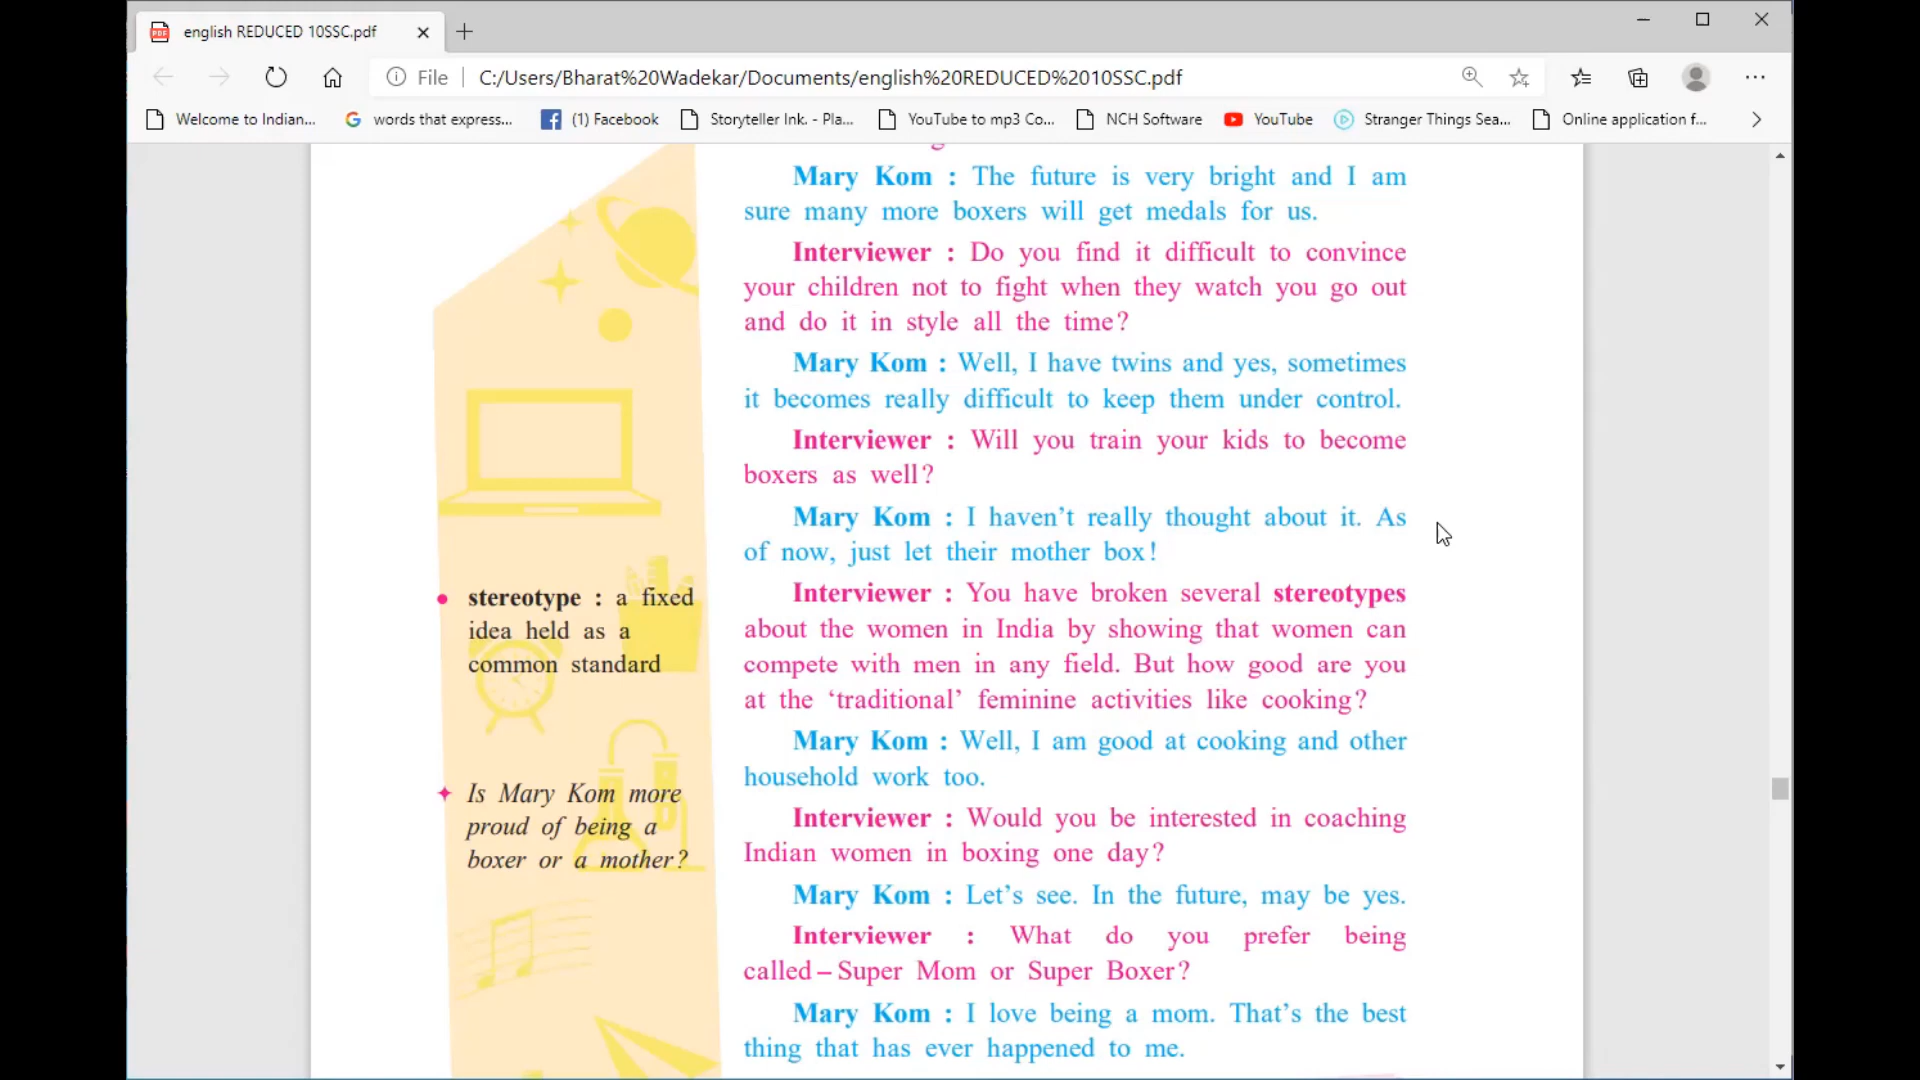 english REDUCED 10SSC.pdf
File
C:/Users/Bharat%20Wadekar/Documents/english%20REDUCED%2010SSC.pdf
Welcome to Indian...
words that express...
(1) Facebook
Storyteller Ink. - Pla...
YouTube to mp3 Co...
NCH Software
YouTube
Stranger Things Sea...
Online application f...
Mary Kom : The future is very bright and I am
sure many more boxers will get medals for us.
Interviewer : Do you find it difficult to convince
your children not to fight when they watch you go out
and do it in style all the time?
Mary Kom : Well, I have twins and yes, sometimes
it becomes really difficult to keep them under control.
Interviewer : Will you train your kids to become
boxers as well?
Mary Kom : I haven't really thought about it. As
of now, just let their mother box!
Interviewer : You have broken several stereotypes
about the women in India by showing that women can
compete with men in any field. But how good are you
at the ‘traditional’ feminine activities like cooking?
Mary Kom : Well, I am good at cooking and other
household work too.
Interviewer : Would you be interested in coaching
Indian women in boxing one day?
Mary Kom : Let's see. In the future, may be yes.
Interviewer : What do you prefer being
called – Super Mom or Super Boxer?
Mary Kom : I love being a mom. That's the best
thing that has ever happened to me.
stereotype : a fixed
idea held as a
common standard
Is Mary Kom more
proud of being a
boxer or a mother?